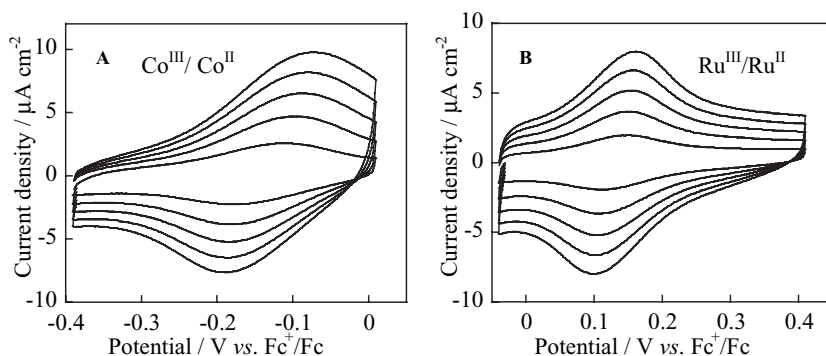 A
Co^III/ Co^II
Current density / µA cm^-2
10
5
0
-5
-10
-0.4
-0.3
-0.2
-0.1
0
Potential / V vs. Fc^+/Fc
B
Ru^III/Ru^II
Current density / µA cm^-2
10
5
0
-5
-10
0
0.1
0.2
0.3
0.4
Potential / V vs. Fc^+/Fc